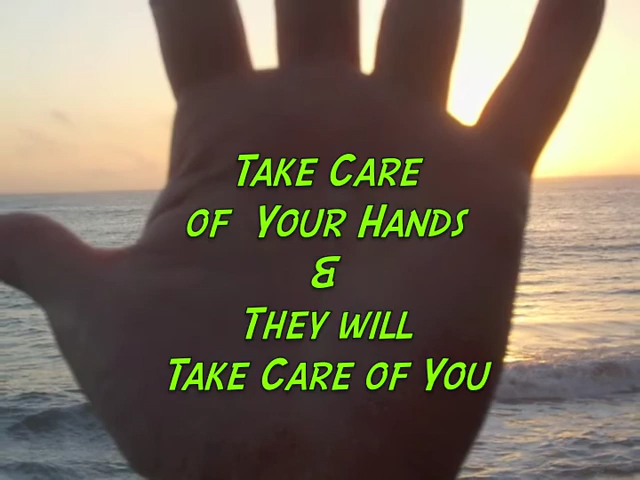 Take Care
of Your Hands
&
They will
Take Care of You